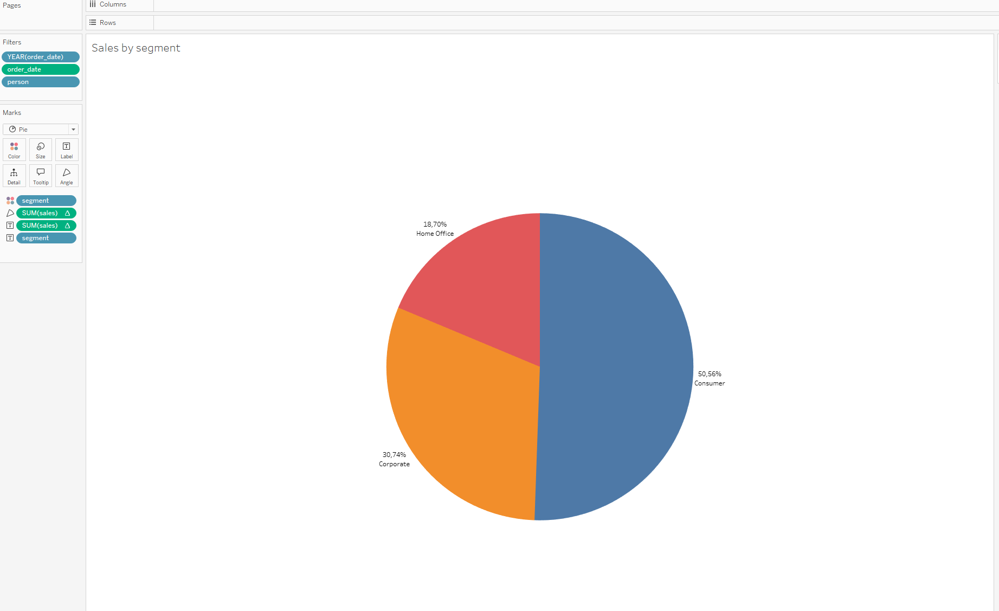 Pages
Columns
Rows
Filters
YEAR(order_date)
order_date
person
Marks
Pie
Color
Size
Label
Detail
Tooltip
Angle
segment
SUM(sales)
SUM(sales)
segment
Sales by segment
18,70%
Home Office
50,56%
Consumer
30,74%
Corporate